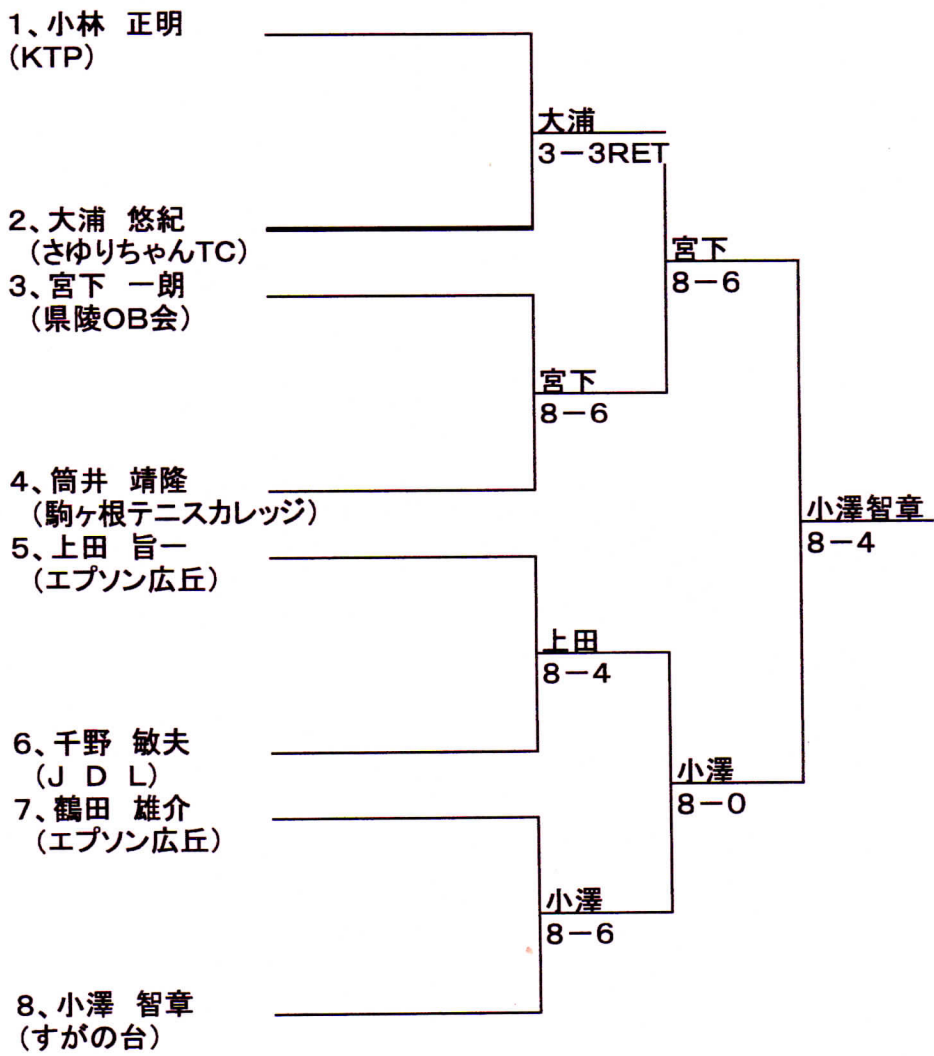 1、小林 正明
(KTP)
大浦
3－3RET
2、大浦 悠紀
(さゆりちゃんTC)
宮下
8－6
3、宮下 一朗
(県陵OB会)
宮下
8－6
4、筒井 靖隆
(駒ヶ根テニスカレッジ)
小澤智章
8－4
5、上田 旨一
(エプソン広丘)
上田
8－4
6、千野 敏夫
(J D L)
小澤
8－0
7、鶴田 雄介
(エプソン広丘)
小澤
8－6
8、小澤 智章
(すがの台)